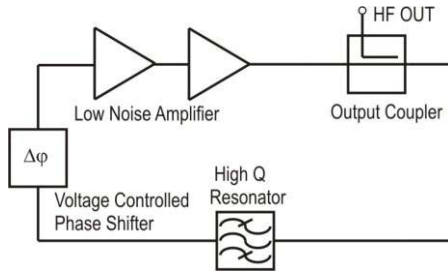 HF OUT
Low Noise Amplifier
Output Coupler
Δφ
Voltage Controlled
Phase Shifter
High Q
Resonator